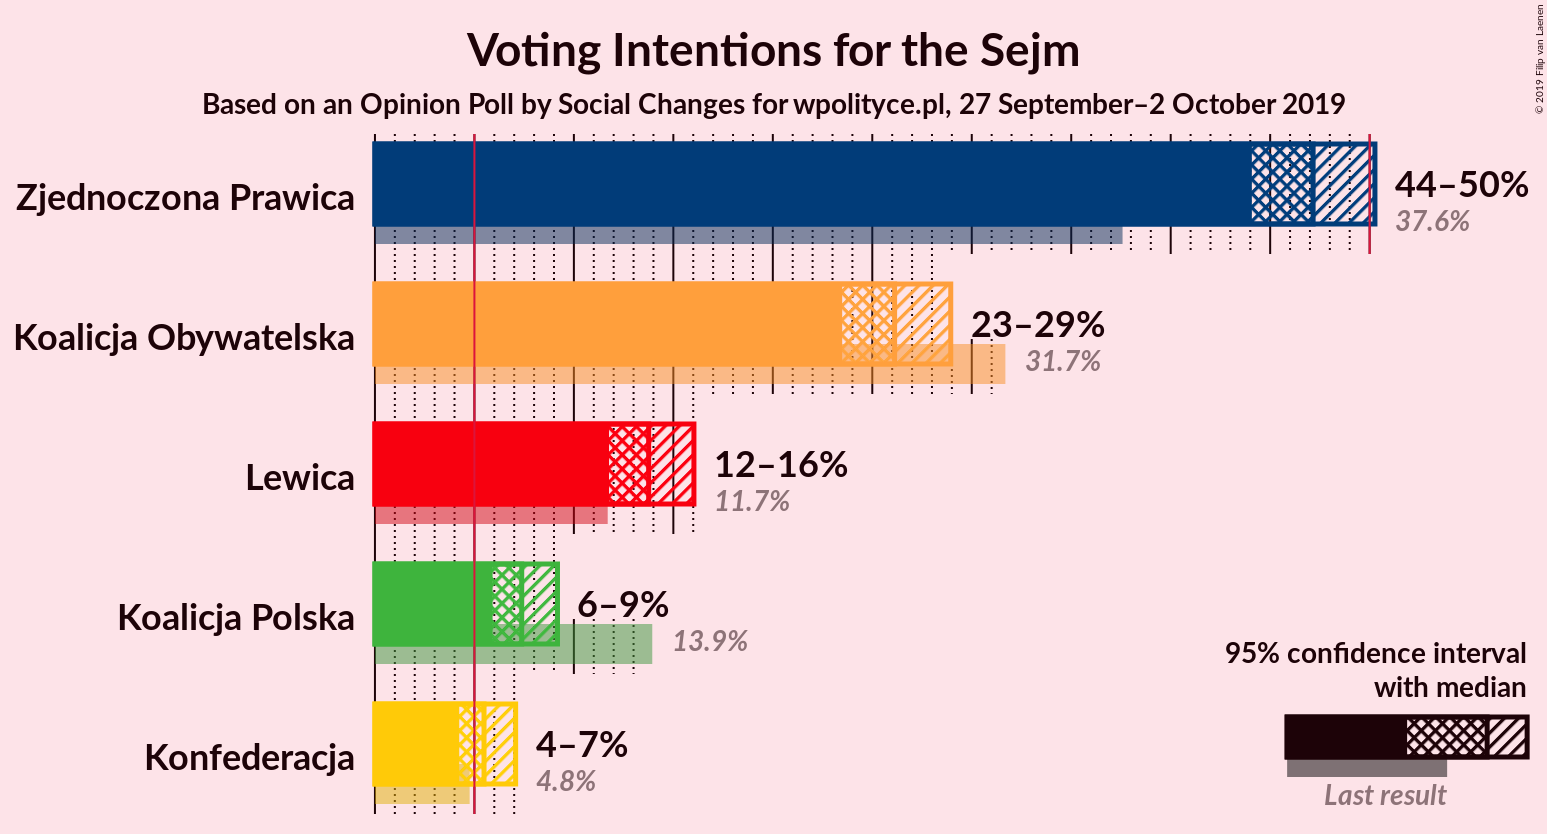 Voting Intentions for the Sejm
Based on an Opinion Poll by Social Changes for wpolityce.pl, 27 September–2 October 2019
© 2019 Filip van Laenen
Zjednoczona Prawica
44–50%
37.6%
Koalicja Obywatelska
23–29%
31.7%
Lewica
12–16%
11.7%
Koalicja Polska
6–9%
13.9%
Konfederacja
4–7%
4.8%
95% confidence interval
with median
Last result